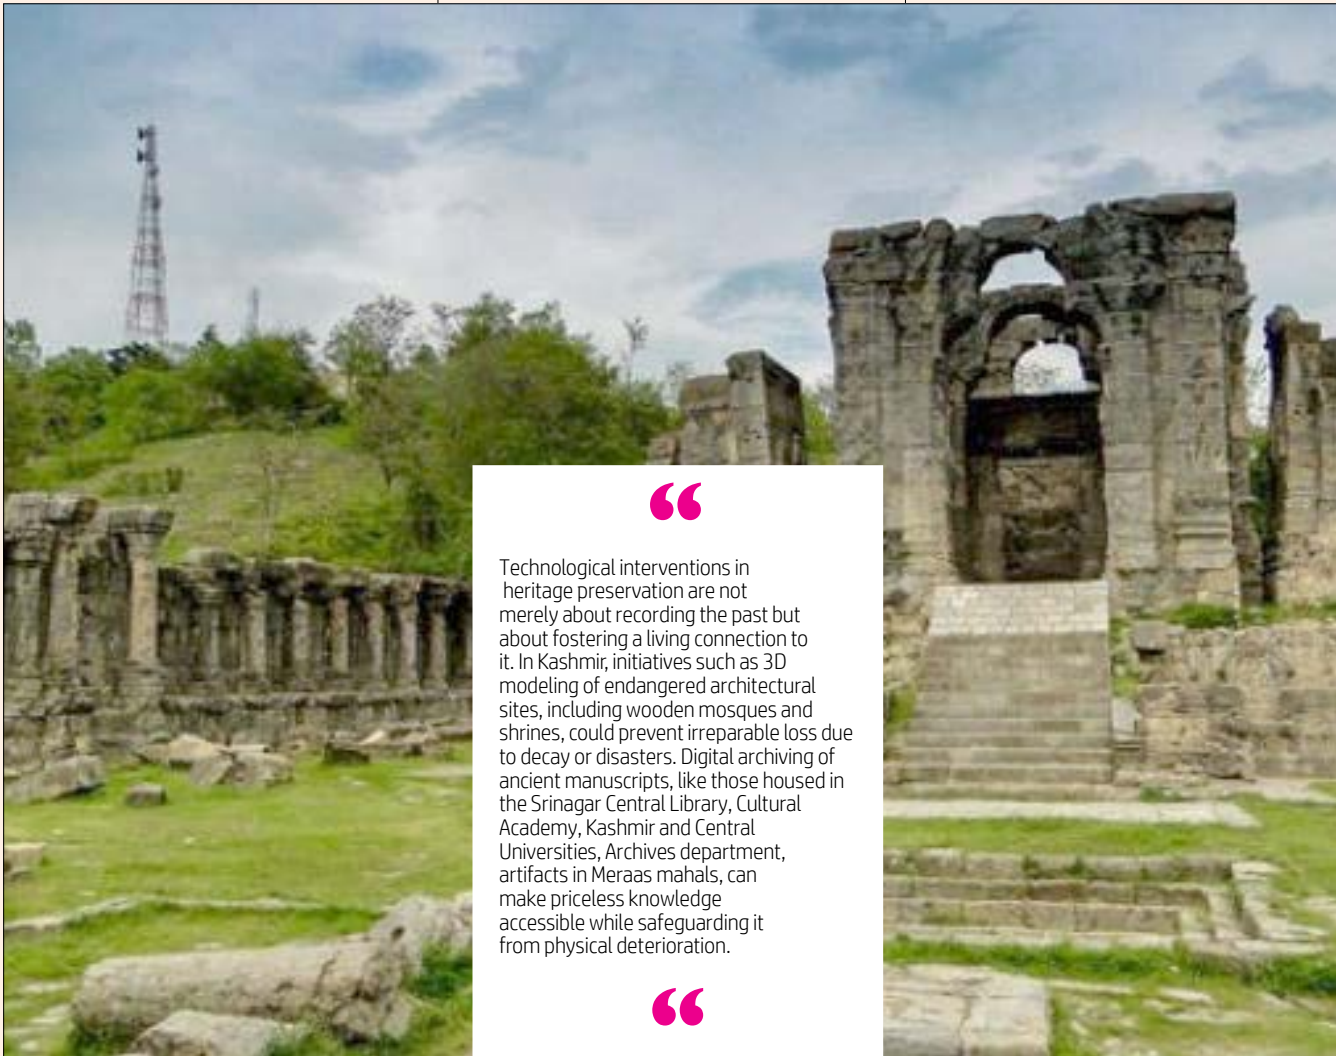 “
Technological interventions in
heritage preservation are not
merely about recording the past but
about fostering a living connection to
it. In Kashmir, initiatives such as 3D
modeling of endangered architectural
sites, including wooden mosques and
shrines, could prevent irreparable loss due
to decay or disasters. Digital archiving of
ancient manuscripts, like those housed in
the Srinagar Central Library, Cultural
Academy, Kashmir and Central
Universities, Archives department,
artifacts in Meraas mahals, can
make priceless knowledge
accessible while safeguarding it
from physical deterioration.
“